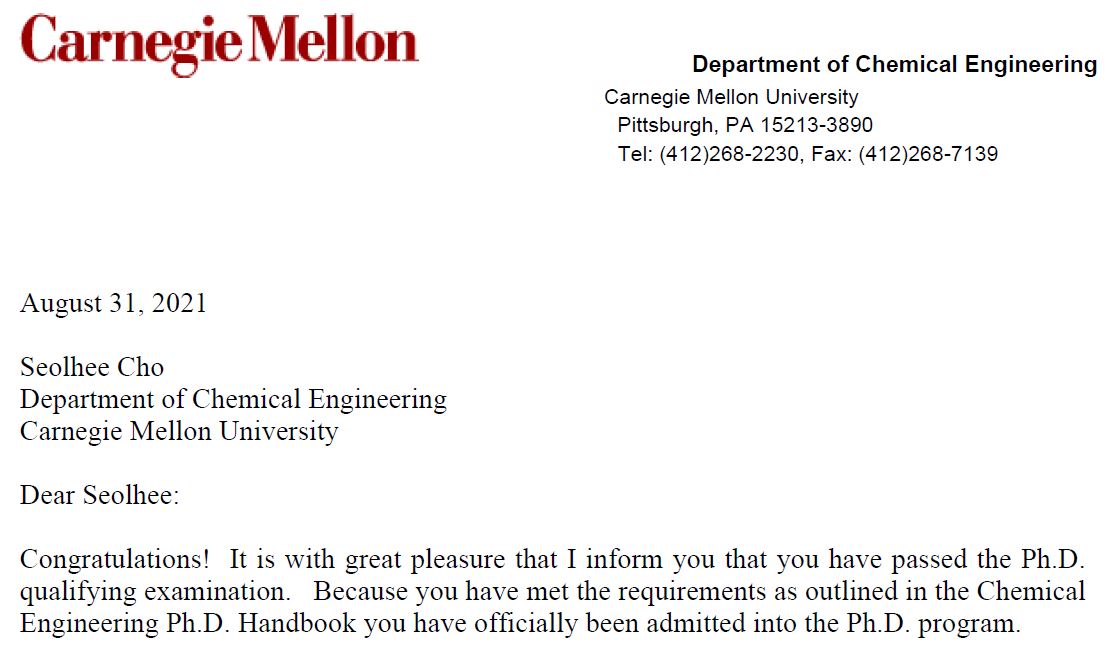 Carnegie Mellon
Department of Chemical Engineering
Carnegie Mellon University
Pittsburgh, PA 15213-3890
Tel: (412)268-2230, Fax: (412)268-7139
August 31, 2021
Seolhee Cho
Department of Chemical Engineering
Carnegie Mellon University
Dear Seolhee:
Congratulations!  It is with great pleasure that I inform you that you have passed the Ph.D.
qualifying examination.   Because you have met the requirements as outlined in the Chemical
Engineering Ph.D. Handbook you have officially been admitted into the Ph.D. program.